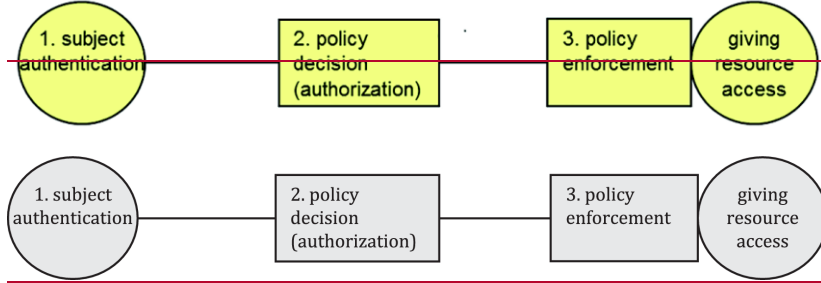 1. subject
authentication
2. policy
decision
(authorization)
3. policy
enforcement
giving
resource
access
1. subject
authentication
2. policy
decision
(authorization)
3. policy
enforcement
giving
resource
access